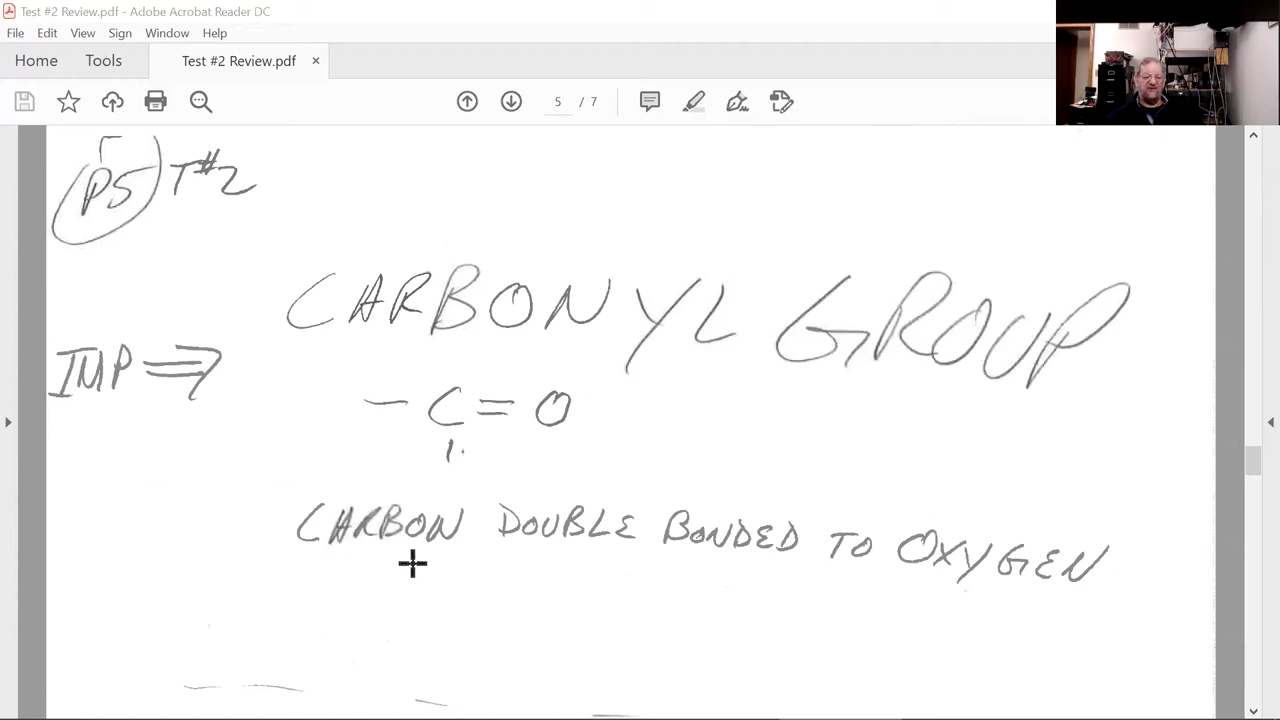 Test #2 Review.pdf - Adobe Acrobat Reader DC
File Edit View Sign Window Help
Home Tools Test #2 Review.pdf ×
5 / 7
P5 T#2
CARBONYL GROUP
IMP ⇒
- C = O
CARBON DOUBLE BONDED TO OXYGEN